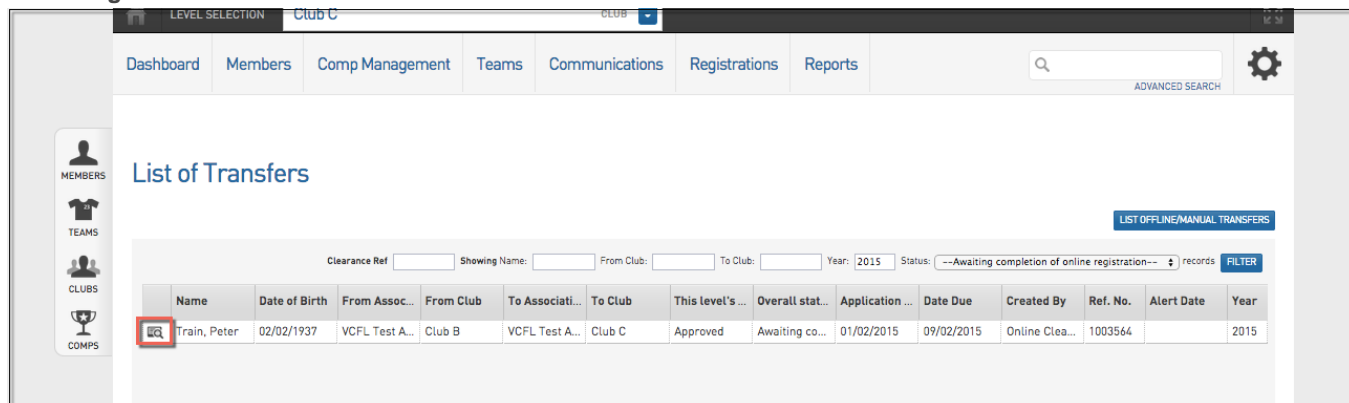 LEVEL SELECTION Club C CLUB
Dashboard Members Comp Management Teams Communications Registrations Reports
ADVANCED SEARCH
MEMBERS
TEAMS
CLUBS
COMPS
List of Transfers
LIST OFFLINE/MANUAL TRANSFERS
Clearance Ref Showing Name: From Club: To Club: Year: 2015 Status: --Awaiting completion of online registration-- records FILTER
Name Date of Birth From Assoc... From Club To Associati... To Club This level's ... Overall stat... Application ... Date Due Created By Ref. No. Alert Date Year
Train, Peter 02/02/1937 VCFL Test A... Club B VCFL Test A... Club C Approved Awaiting co... 01/02/2015 09/02/2015 Online Clea... 1003564 2015